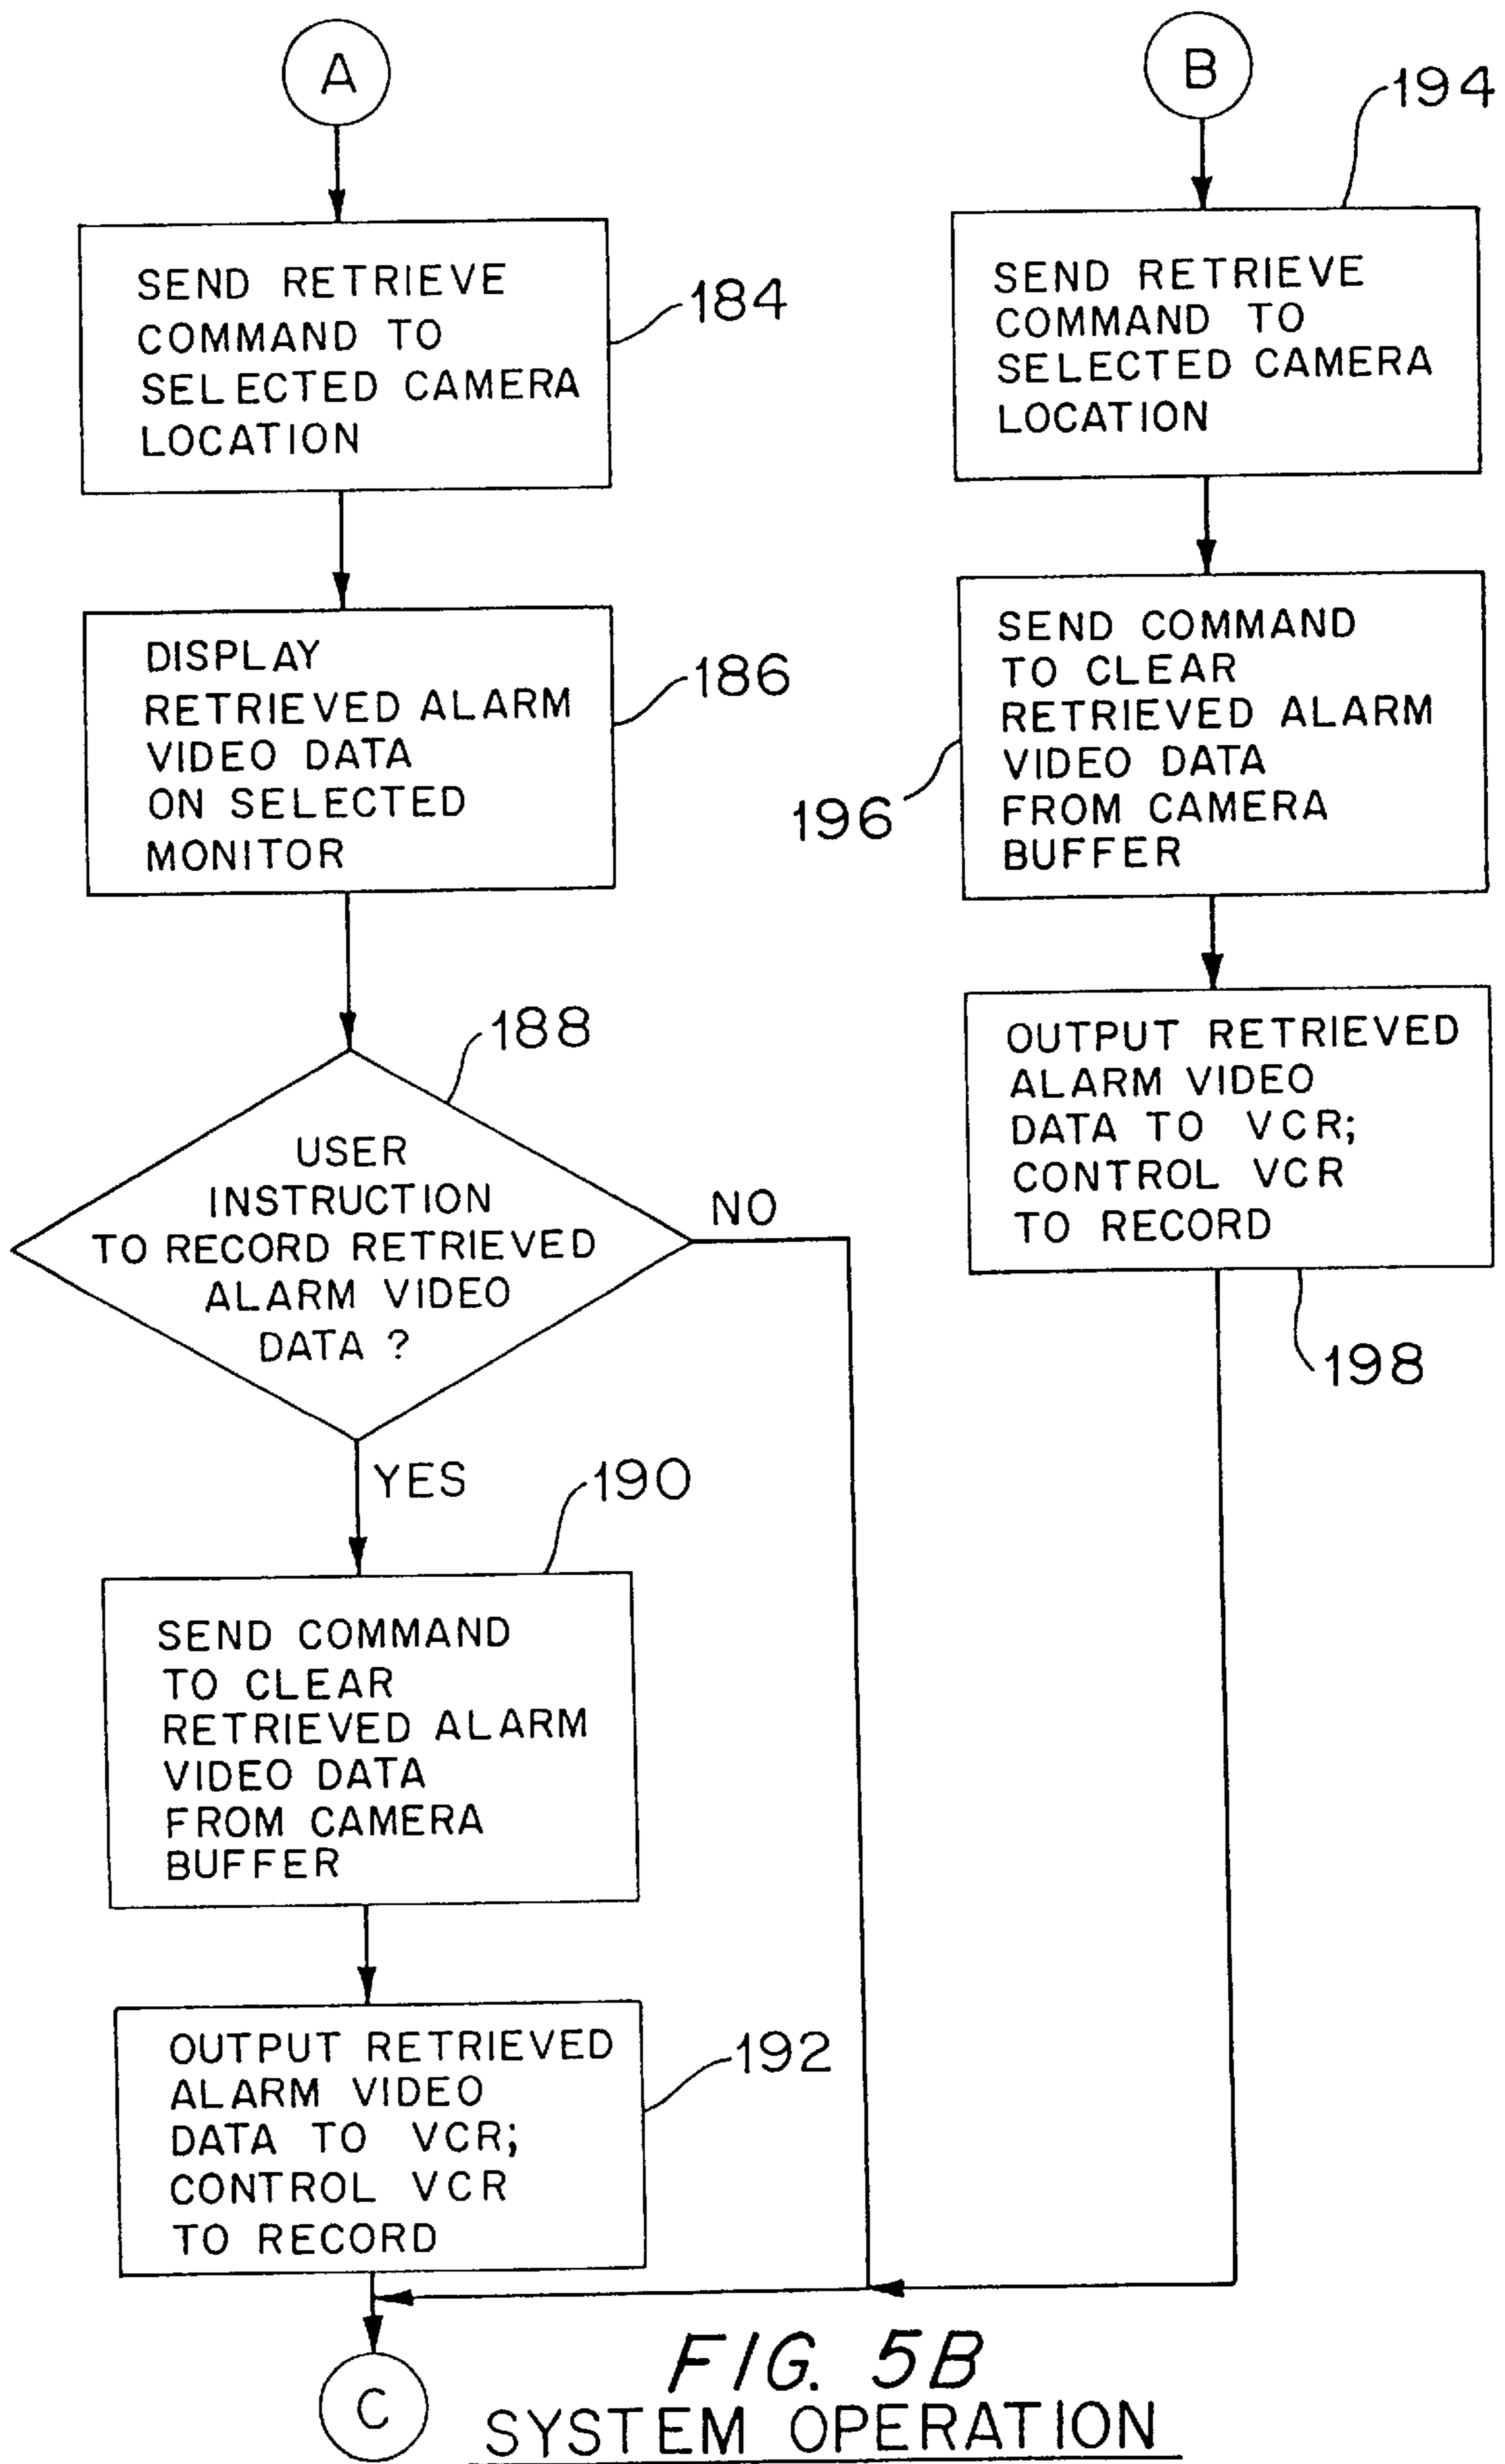 A
SEND RETRIEVE
COMMAND TO
SELECTED CAMERA
LOCATION
184
DISPLAY
RETRIEVED ALARM
VIDEO DATA
ON SELECTED
MONITOR
186
188
USER
INSTRUCTION
TO RECORD RETRIEVED
ALARM VIDEO
DATA ?
NO
YES
190
SEND COMMAND
TO CLEAR
RETRIEVED ALARM
VIDEO DATA
FROM CAMERA
BUFFER
OUTPUT RETRIEVED
ALARM VIDEO
DATA TO VCR;
CONTROL VCR
TO RECORD
192
C
B
194
SEND RETRIEVE
COMMAND TO
SELECTED CAMERA
LOCATION
SEND COMMAND
TO CLEAR
RETRIEVED ALARM
VIDEO DATA
FROM CAMERA
BUFFER
196
OUTPUT RETRIEVED
ALARM VIDEO
DATA TO VCR;
CONTROL VCR
TO RECORD
198
FIG. 5B
SYSTEM OPERATION